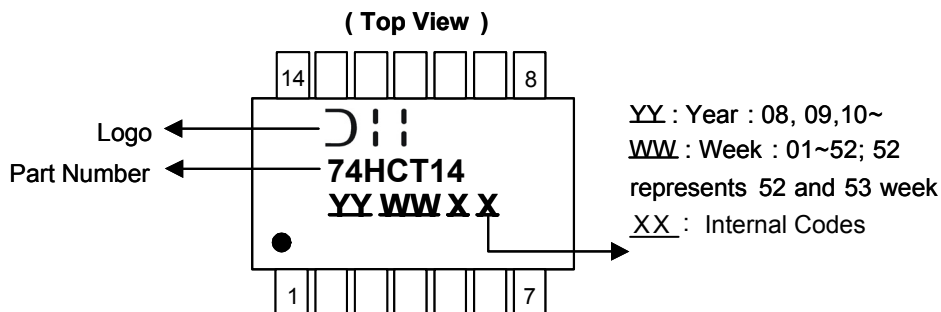 ( Top View )
14 8
Logo
Part Number
74HCT14
YY WW X X
1 7
YY : Year : 08, 09,10~
WW : Week : 01~52; 52
represents 52 and 53 week
XX : Internal Codes